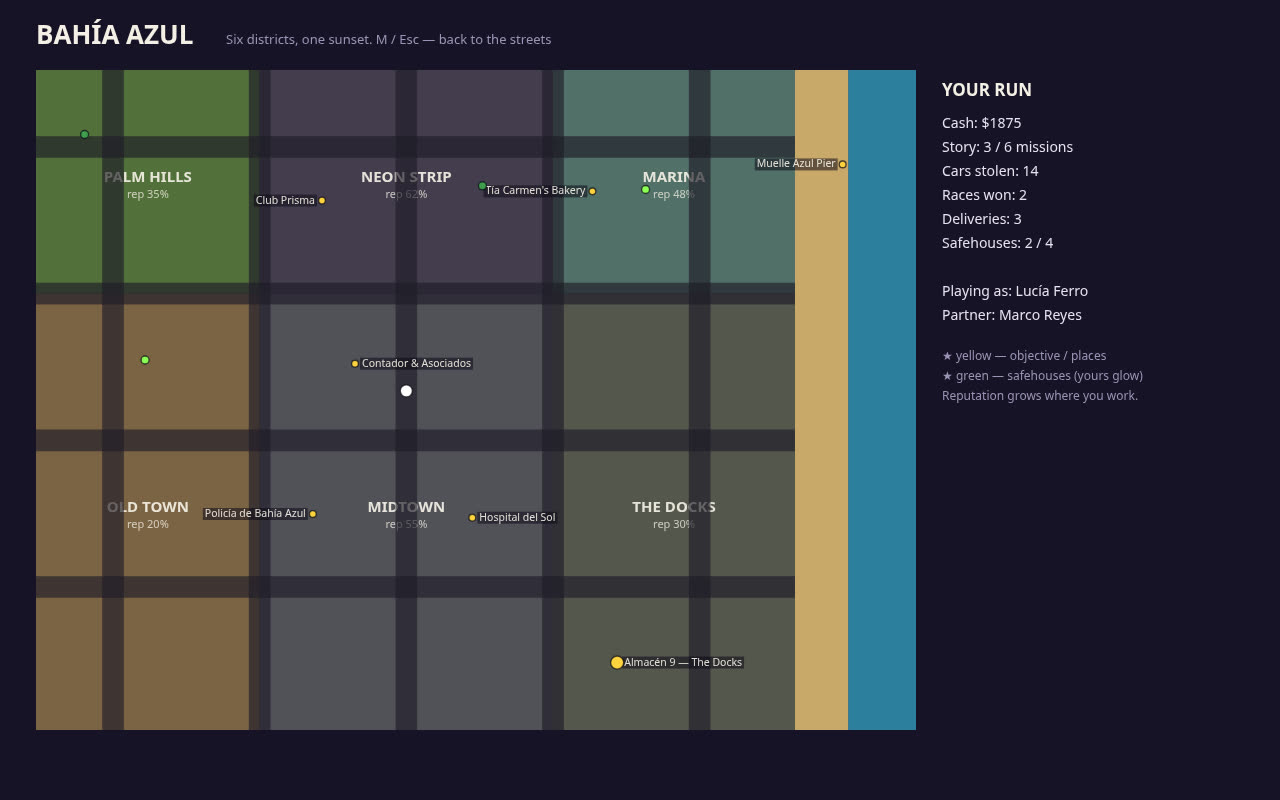 BAHÍA AZUL
Six districts, one sunset. M / Esc — back to the streets
YOUR RUN
Cash: $1875
Story: 3 / 6 missions
Cars stolen: 14
Races won: 2
Deliveries: 3
Safehouses: 2 / 4
Playing as: Lucía Ferro
Partner: Marco Reyes
★ yellow — objective / places
★ green — safehouses (yours glow)
Reputation grows where you work.
Muelle Azul Pier
PALM HILLS
rep 35%
NEON STRIP
rep 62%
MARINA
rep 48%
Club Prisma
Tía Carmen's Bakery
Contador & Asociados
OLD TOWN
rep 20%
MIDTOWN
rep 55%
THE DOCKS
rep 30%
Policía de Bahía Azul
Hospital del Sol
Almacén 9 — The Docks